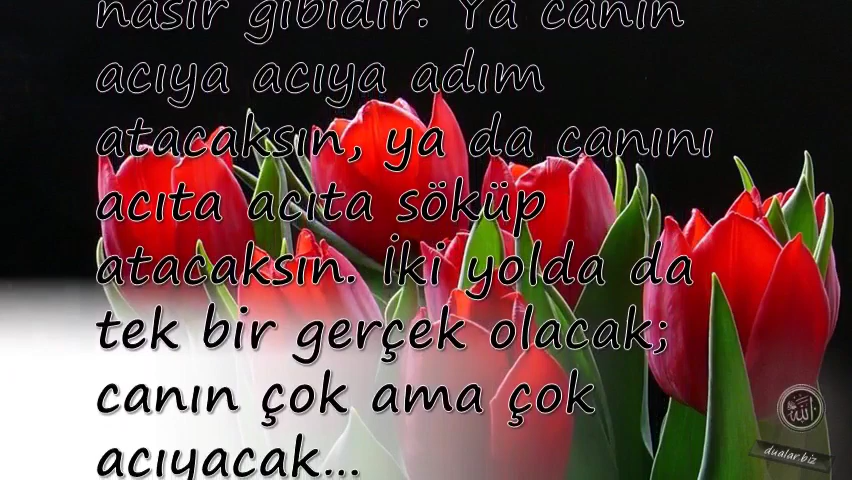 nasır gibidir. Ya canın
acıya acıya adım
atacaksın, ya da canını
acıta acıta söküp
atacaksın. İki yolda da
tek bir gerçek olacak;
canın çok ama çok
acıyacak...
الله
dualar.biz